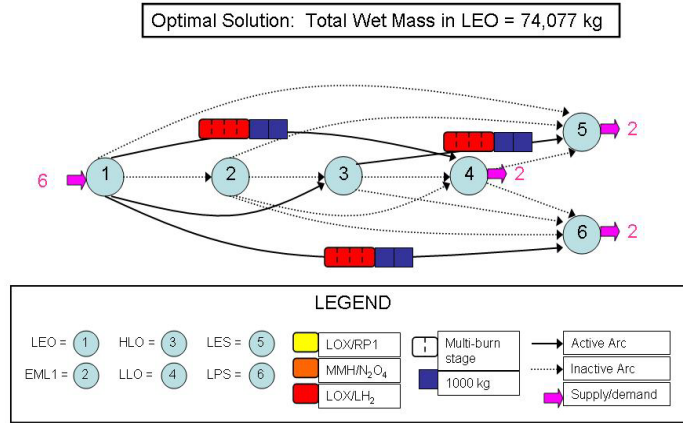 Optimal Solution: Total Wet Mass in LEO = 74,077 kg
5 2
6 1 2 3 4 2
6 2
LEGEND
LEO = 1 HLO = 3 LES = 5
EML1 = 2 LLO = 4 LPS = 6
LOX/RP1
MMH/N₂O₄
LOX/LH₂
Multi-burn
stage
1000 kg
Active Arc
Inactive Arc
Supply/demand